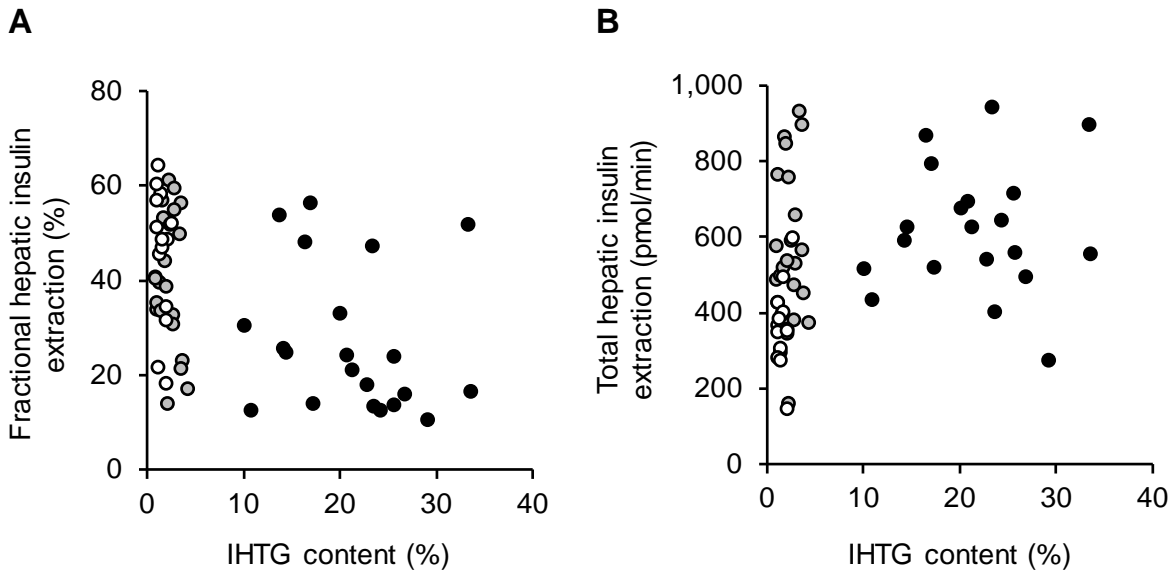 A
Fractional hepatic insulin
extraction (%)
80
60
40
20
0
0 10 20 30 40
IHTG content (%)
B
Total hepatic insulin
extraction (pmol/min)
1,000
800
600
400
200
0
0 10 20 30 40
IHTG content (%)